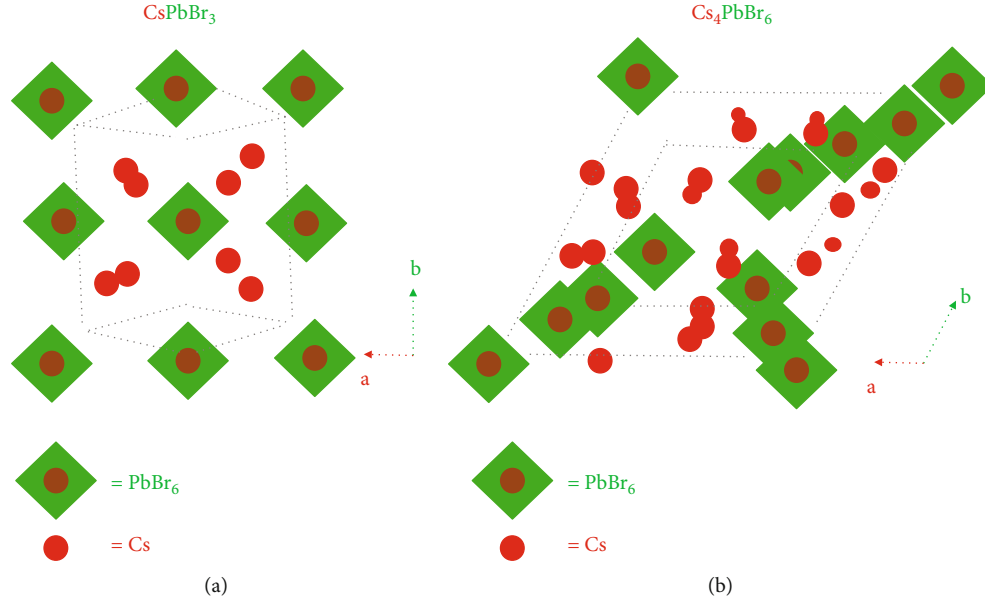 CsPbBr₃
Cs₄PbBr₆
b
a
b
a
= PbBr₆
= PbBr₆
= Cs
= Cs
(a)
(b)